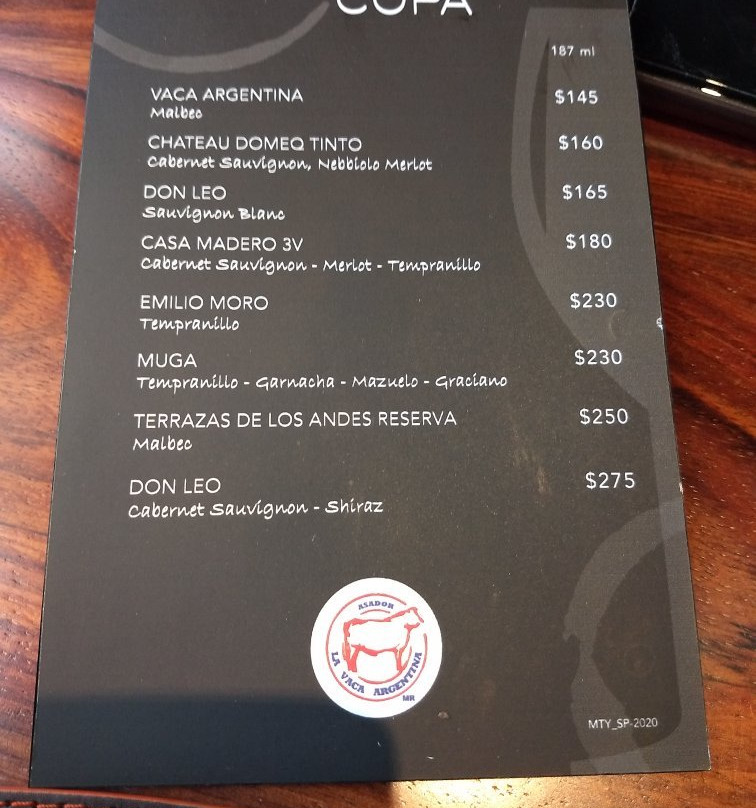 COPA
187 ml
VACA ARGENTINA $145
Malbec
CHATEAU DOMEQ TINTO $160
Cabernet Sauvignon, Nebbiolo Merlot
DON LEO $165
Sauvignon Blanc
CASA MADERO 3V $180
Cabernet Sauvignon - Merlot - Tempranillo
EMILIO MORO $230
Tempranillo
MUGA $230
Tempranillo - Garnacha - Mazuelo - Graciano
TERRAZAS DE LOS ANDES RESERVA $250
Malbec
DON LEO $275
Cabernet Sauvignon - Shiraz
ASADOR
LA VACA ARGENTINA
MR
MTY_SP-2020